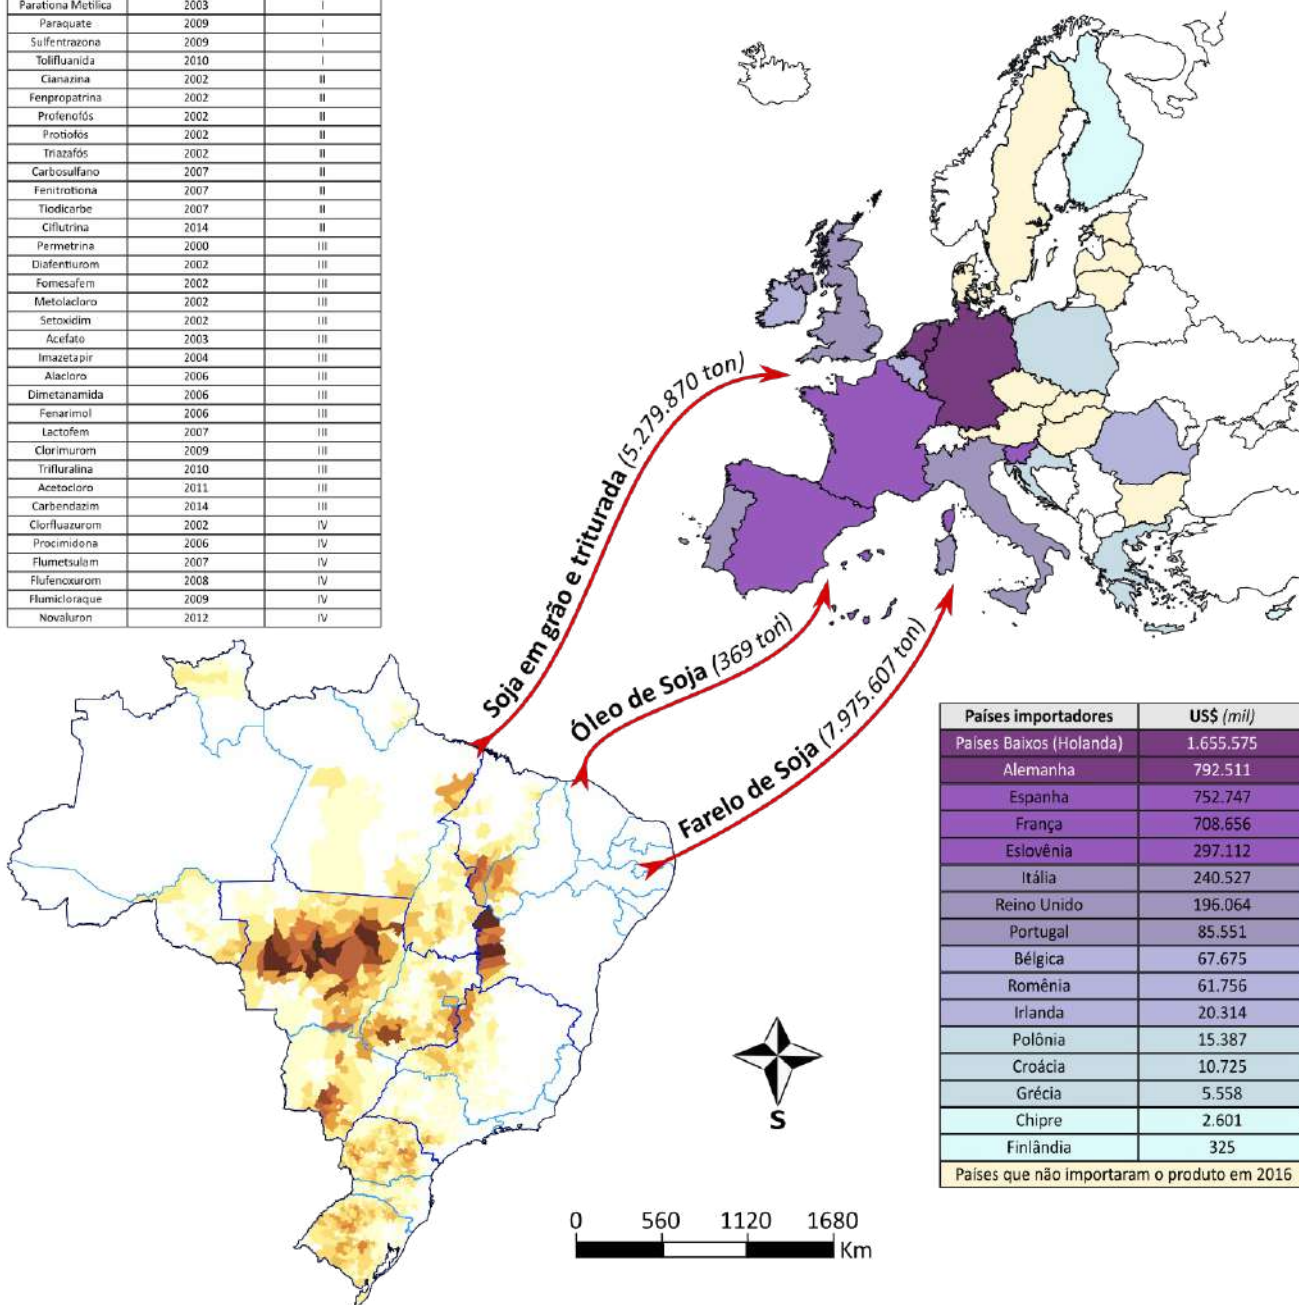 Parationa Metílica 2003 I
Paraquate 2009 I
Sulfentrazona 2009 I
Tolifluanida 2010 I
Cianazina 2002 II
Fenpropatrina 2002 II
Profenofós 2002 II
Protiofós 2002 II
Triazafós 2002 II
Carbosulfano 2007 II
Fenitrotiona 2007 II
Tiodicarbe 2007 II
Ciflutrina 2014 II
Permetrina 2000 III
Diafentiurom 2002 III
Fomesafem 2002 III
Metolacloro 2002 III
Setoxidim 2002 III
Acefato 2003 III
Imazetapir 2004 III
Alacloro 2006 III
Dimetanamida 2006 III
Fenarimol 2006 III
Lactofem 2007 III
Clorimurom 2009 III
Trifluralina 2010 III
Acetocloro 2011 III
Carbendazim 2014 III
Clorfluazurom 2002 IV
Procimidona 2006 IV
Flumetsulam 2007 IV
Flufenoxurom 2008 IV
Flumicloraque 2009 IV
Novaluron 2012 IV
Soja em grão e triturada (5.279.870 ton)
Óleo de Soja (369 ton)
Farelo de Soja (7.975.607 ton)
Países importadores US$ (mil)
Países Baixos (Holanda) 1.655.575
Alemanha 792.511
Espanha 752.747
França 708.656
Eslovênia 297.112
Itália 240.527
Reino Unido 196.064
Portugal 85.551
Bélgica 67.675
Romênia 61.756
Irlanda 20.314
Polônia 15.387
Croácia 10.725
Grécia 5.558
Chipre 2.601
Finlândia 325
Países que não importaram o produto em 2016
S
0 560 1120 1680
Km